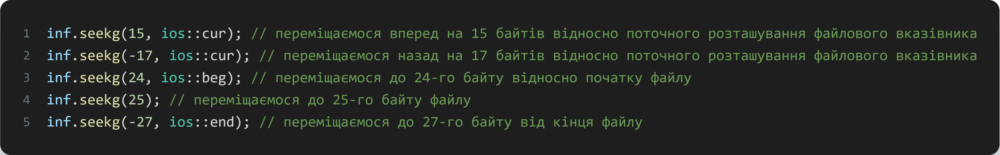 1 inf.seekg(15, ios::cur); // переміщаємося вперед на 15 байтів відносно поточного розташування файлового вказівника
2 inf.seekg(-17, ios::cur); // переміщаємося назад на 17 байтів відносно поточного розташування файлового вказівника
3 inf.seekg(24, ios::beg); // переміщаємося до 24-го байту відносно початку файлу
4 inf.seekg(25); // переміщаємося до 25-го байту файлу
5 inf.seekg(-27, ios::end); // переміщаємося до 27-го байту від кінця файлу